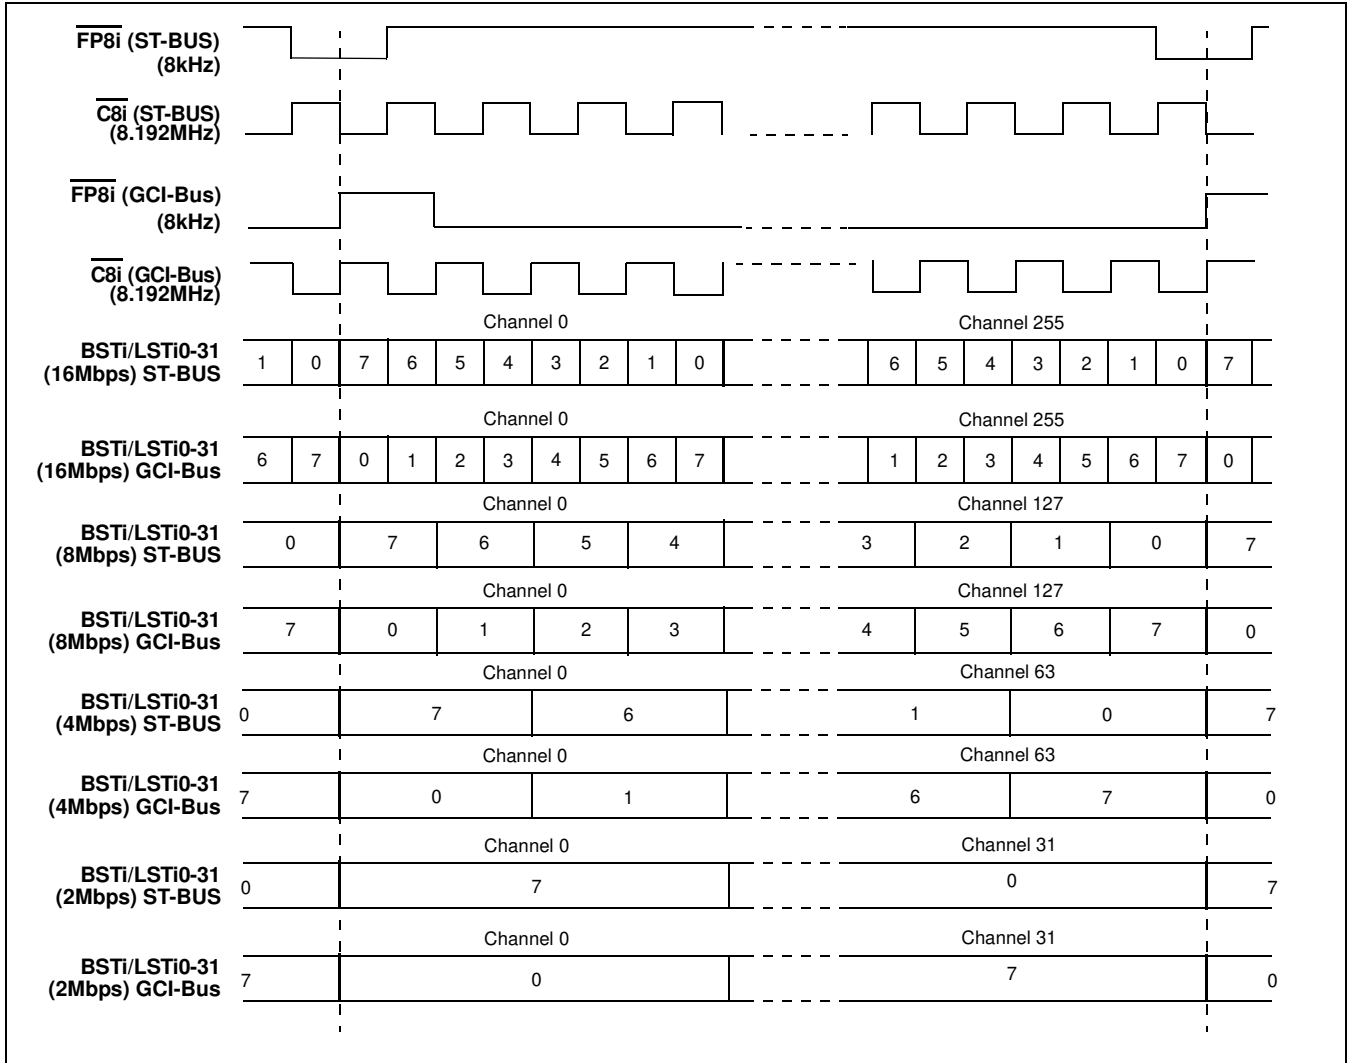 FP8i (ST-BUS)
(8kHz)
C8i (ST-BUS)
(8.192MHz)
FP8i (GCI-Bus)
(8kHz)
C8i (GCI-Bus)
(8.192MHz)
Channel 0 Channel 255
BSTi/LSTi0-31
(16Mbps) ST-BUS
1 0 7 6 5 4 3 2 1 0 6 5 4 3 2 1 0 7
Channel 0 Channel 255
BSTi/LSTi0-31
(16Mbps) GCI-Bus
6 7 0 1 2 3 4 5 6 7 1 2 3 4 5 6 7 0
Channel 0 Channel 127
BSTi/LSTi0-31
(8Mbps) ST-BUS
0 7 6 5 4 3 2 1 0 7
Channel 0 Channel 127
BSTi/LSTi0-31
(8Mbps) GCI-Bus
7 0 1 2 3 4 5 6 7 0
Channel 0 Channel 63
BSTi/LSTi0-31
(4Mbps) ST-BUS
0 7 6 1 0 7
Channel 0 Channel 63
BSTi/LSTi0-31
(4Mbps) GCI-Bus
7 0 1 6 7 0
Channel 0 Channel 31
BSTi/LSTi0-31
(2Mbps) ST-BUS
0 7 0 7
Channel 0 Channel 31
BSTi/LSTi0-31
(2Mbps) GCI-Bus
7 0 7 0